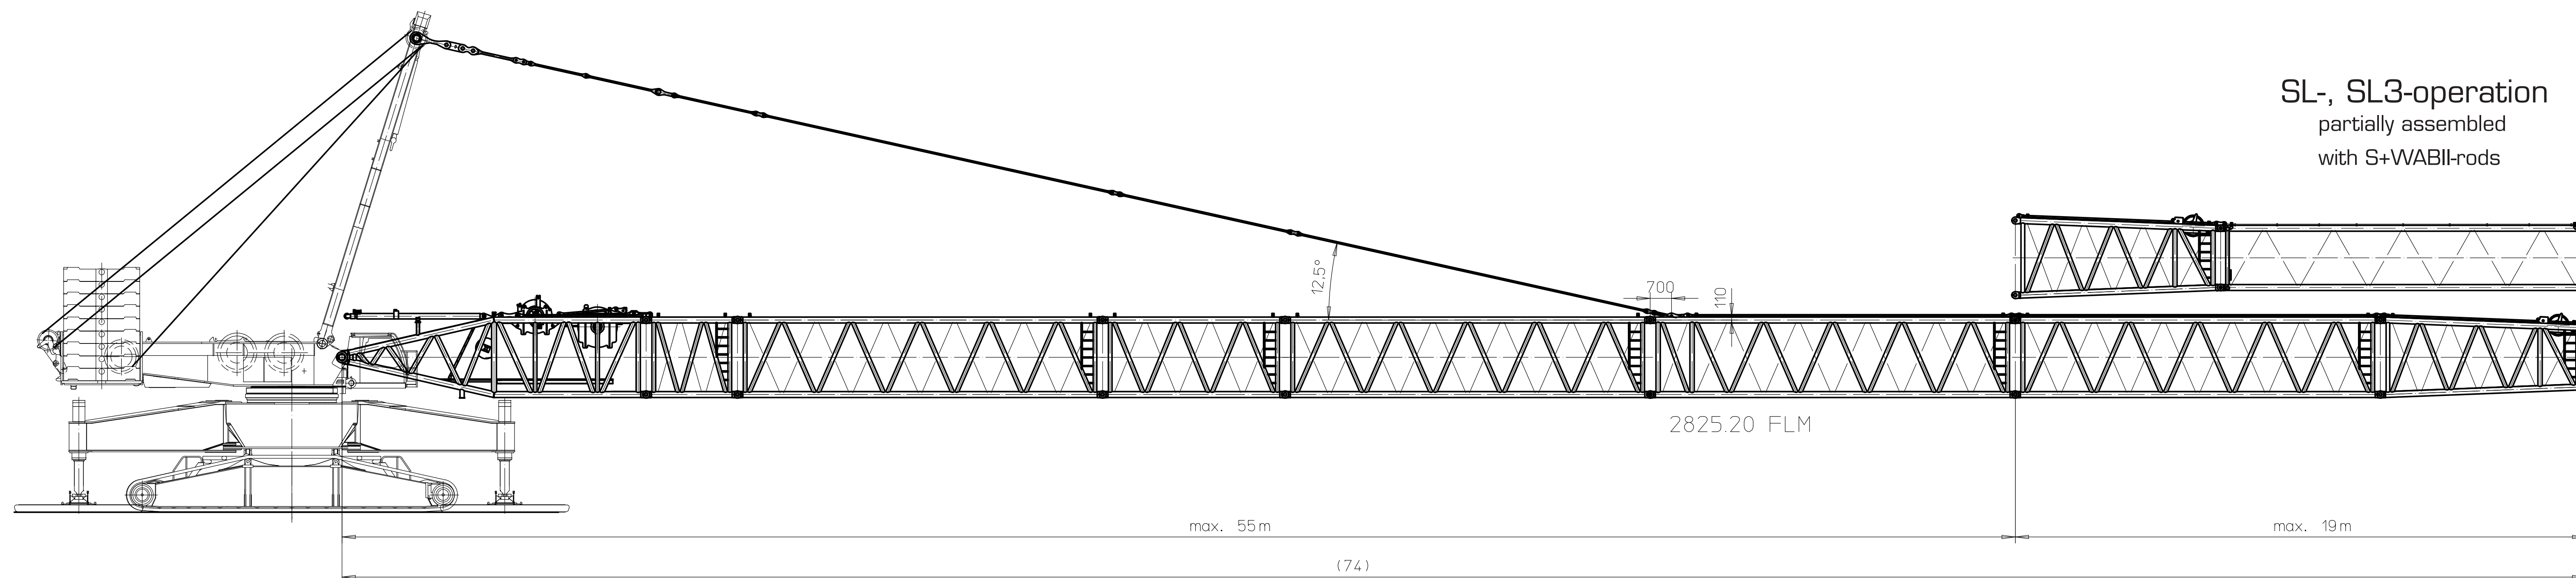 SL-, SL3-operation
partially assembled
with S+WABII-rods
12,5°
700
110
2825.20 FLM
max. 55m
max. 19m
(74)